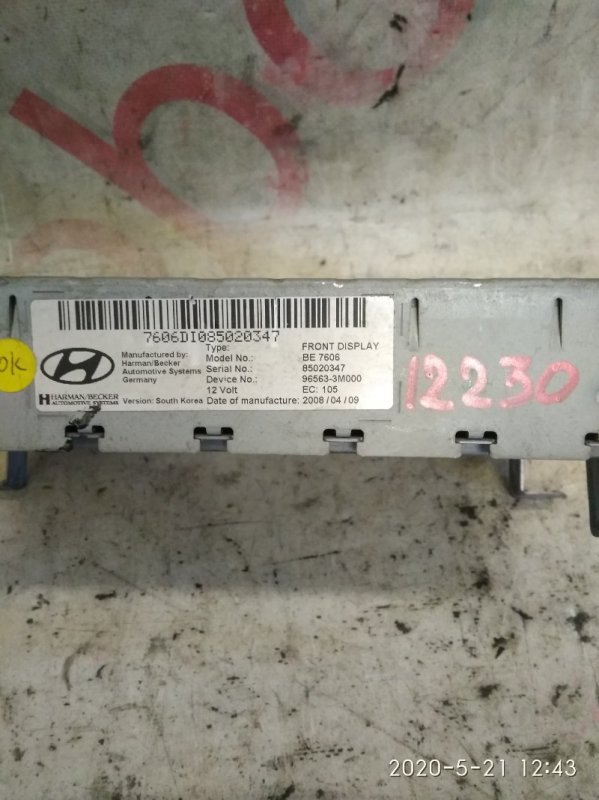 7606DI085020347
Manufactured by:
Harman/Becker
Automotive Systems
Germany
Type: FRONT DISPLAY
Model No.: BE 7606
Serial No.: 85020347
Device No.: 96563-3M000
12 Volt EC: 105
HARMAN/BECKER
AUTOMOTIVE SYSTEMS
Version: South Korea Date of manufacture: 2008 / 04 / 09
OK
12230
2020-5-21 12:43